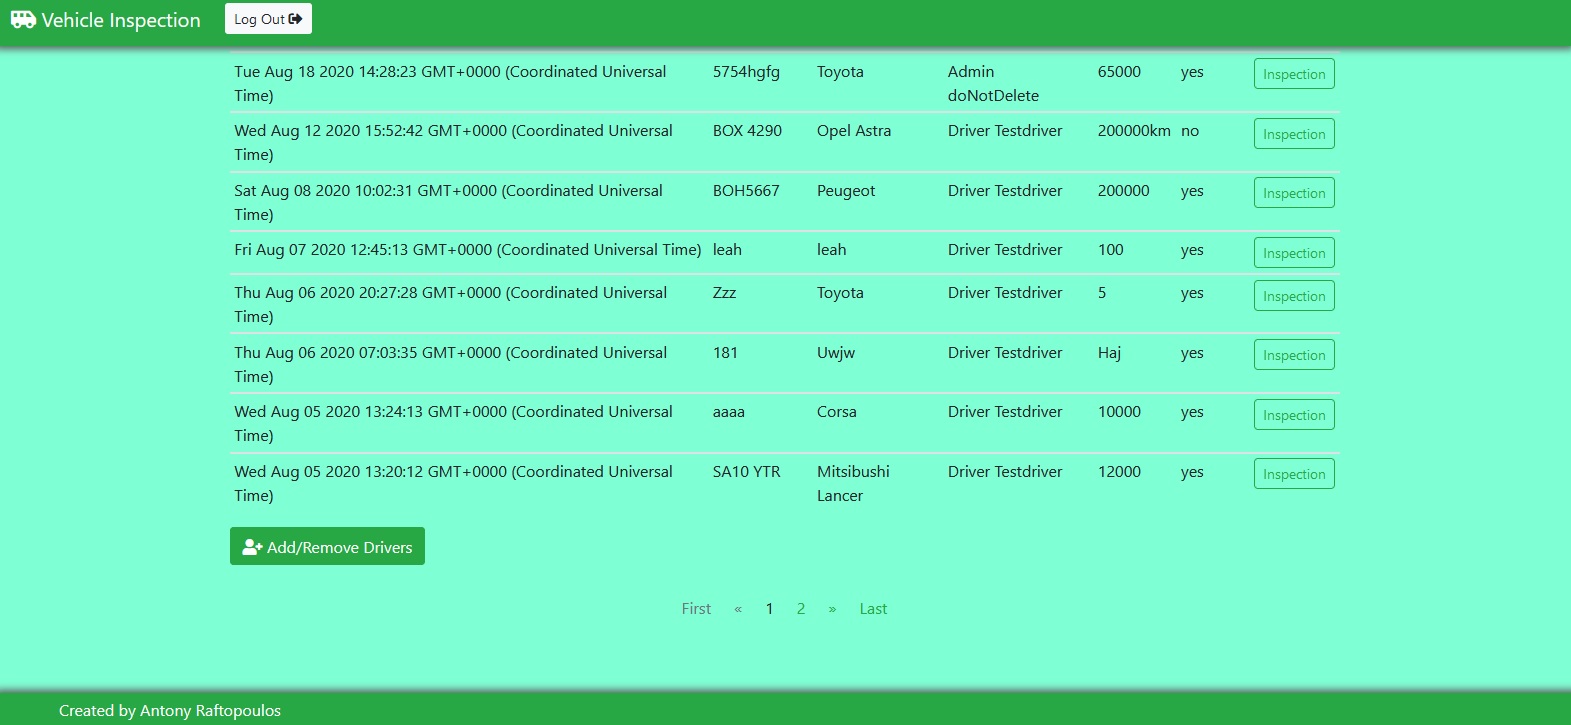 Vehicle Inspection Log Out
Tue Aug 18 2020 14:28:23 GMT+0000 (Coordinated Universal 5754hgfg Toyota Admin 65000 yes Inspection
Time) doNotDelete
Wed Aug 12 2020 15:52:42 GMT+0000 (Coordinated Universal BOX 4290 Opel Astra Driver Testdriver 200000km no Inspection
Time)
Sat Aug 08 2020 10:02:31 GMT+0000 (Coordinated Universal BOH5667 Peugeot Driver Testdriver 200000 yes Inspection
Time)
Fri Aug 07 2020 12:45:13 GMT+0000 (Coordinated Universal Time) leah leah Driver Testdriver 100 yes Inspection
Thu Aug 06 2020 20:27:28 GMT+0000 (Coordinated Universal Zzz Toyota Driver Testdriver 5 yes Inspection
Time)
Thu Aug 06 2020 07:03:35 GMT+0000 (Coordinated Universal 181 Uwjw Driver Testdriver Haj yes Inspection
Time)
Wed Aug 05 2020 13:24:13 GMT+0000 (Coordinated Universal aaaa Corsa Driver Testdriver 10000 yes Inspection
Time)
Wed Aug 05 2020 13:20:12 GMT+0000 (Coordinated Universal SA10 YTR Mitsibushi Driver Testdriver 12000 yes Inspection
Time) Lancer
Add/Remove Drivers
First « 1 2 » Last
Created by Antony Raftopoulos